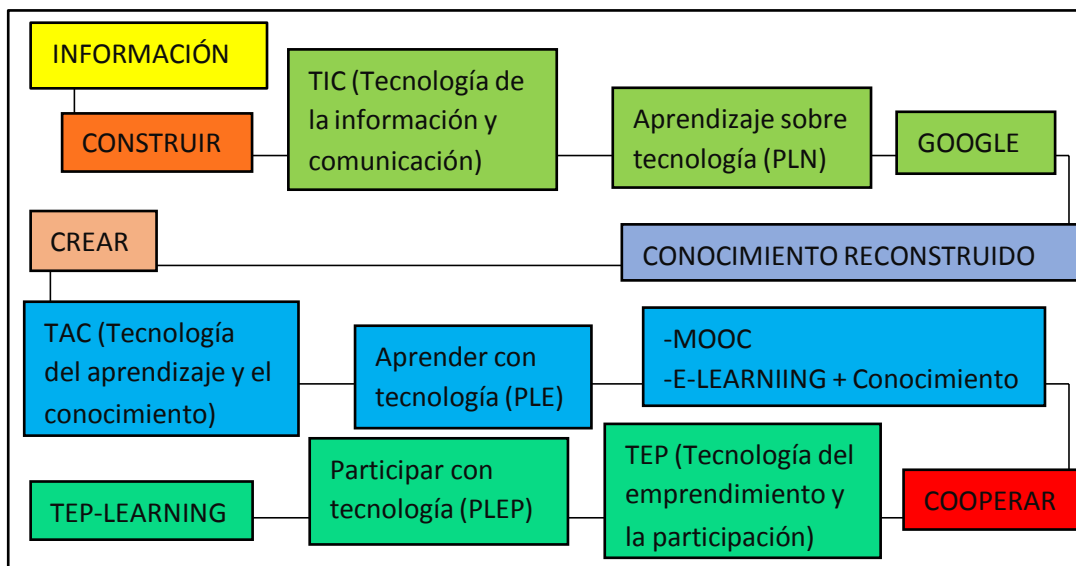 INFORMACIÓN
CONSTRUIR
TIC (Tecnología de
la información y
comunicación)
Aprendizaje sobre
tecnología (PLN)
GOOGLE
CREAR
CONOCIMIENTO RECONSTRUIDO
TAC (Tecnología
del aprendizaje y el
conocimiento)
Aprender con
tecnología (PLE)
-MOOC
-E-LEARNIING + Conocimiento
TEP-LEARNING
Participar con
tecnología (PLEP)
TEP (Tecnología del
emprendimiento y
la participación)
COOPERAR